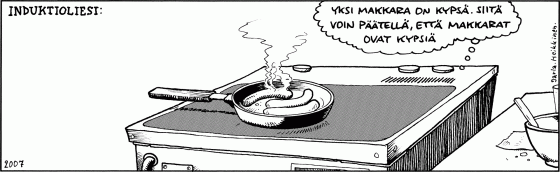 INDUKTIOLIESI:
YKSI MAKKARA ON KYPSÄ. SIITÄ
VOIN PÄÄTELLÄ, ETTÄ MAKKARAT
OVAT KYPSIÄ
2007